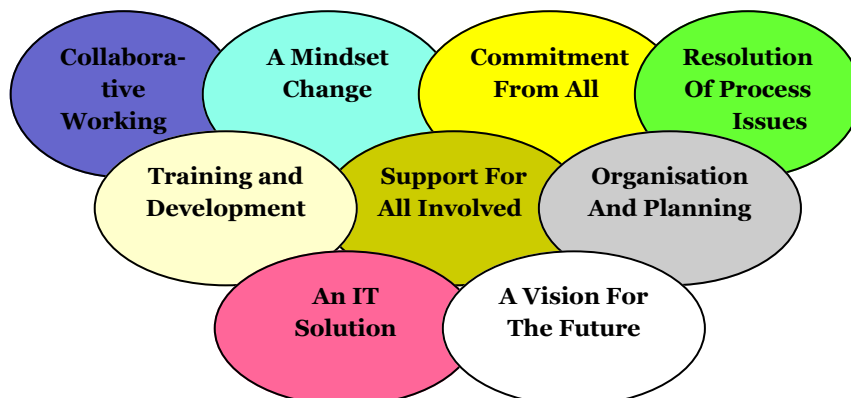 Collabora-
tive
Working
A Mindset
Change
Commitment
From All
Resolution
Of Process
Issues
Training and
Development
Support For
All Involved
Organisation
And Planning
An IT
Solution
A Vision For
The Future